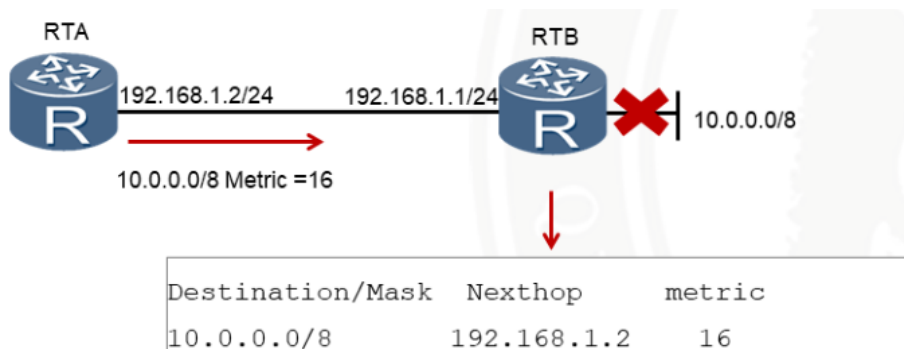 RTA
RTB
192.168.1.2/24
192.168.1.1/24
R
R
10.0.0.0/8
10.0.0.0/8 Metric =16
Destination/Mask Nexthop metric
10.0.0.0/8 192.168.1.2 16